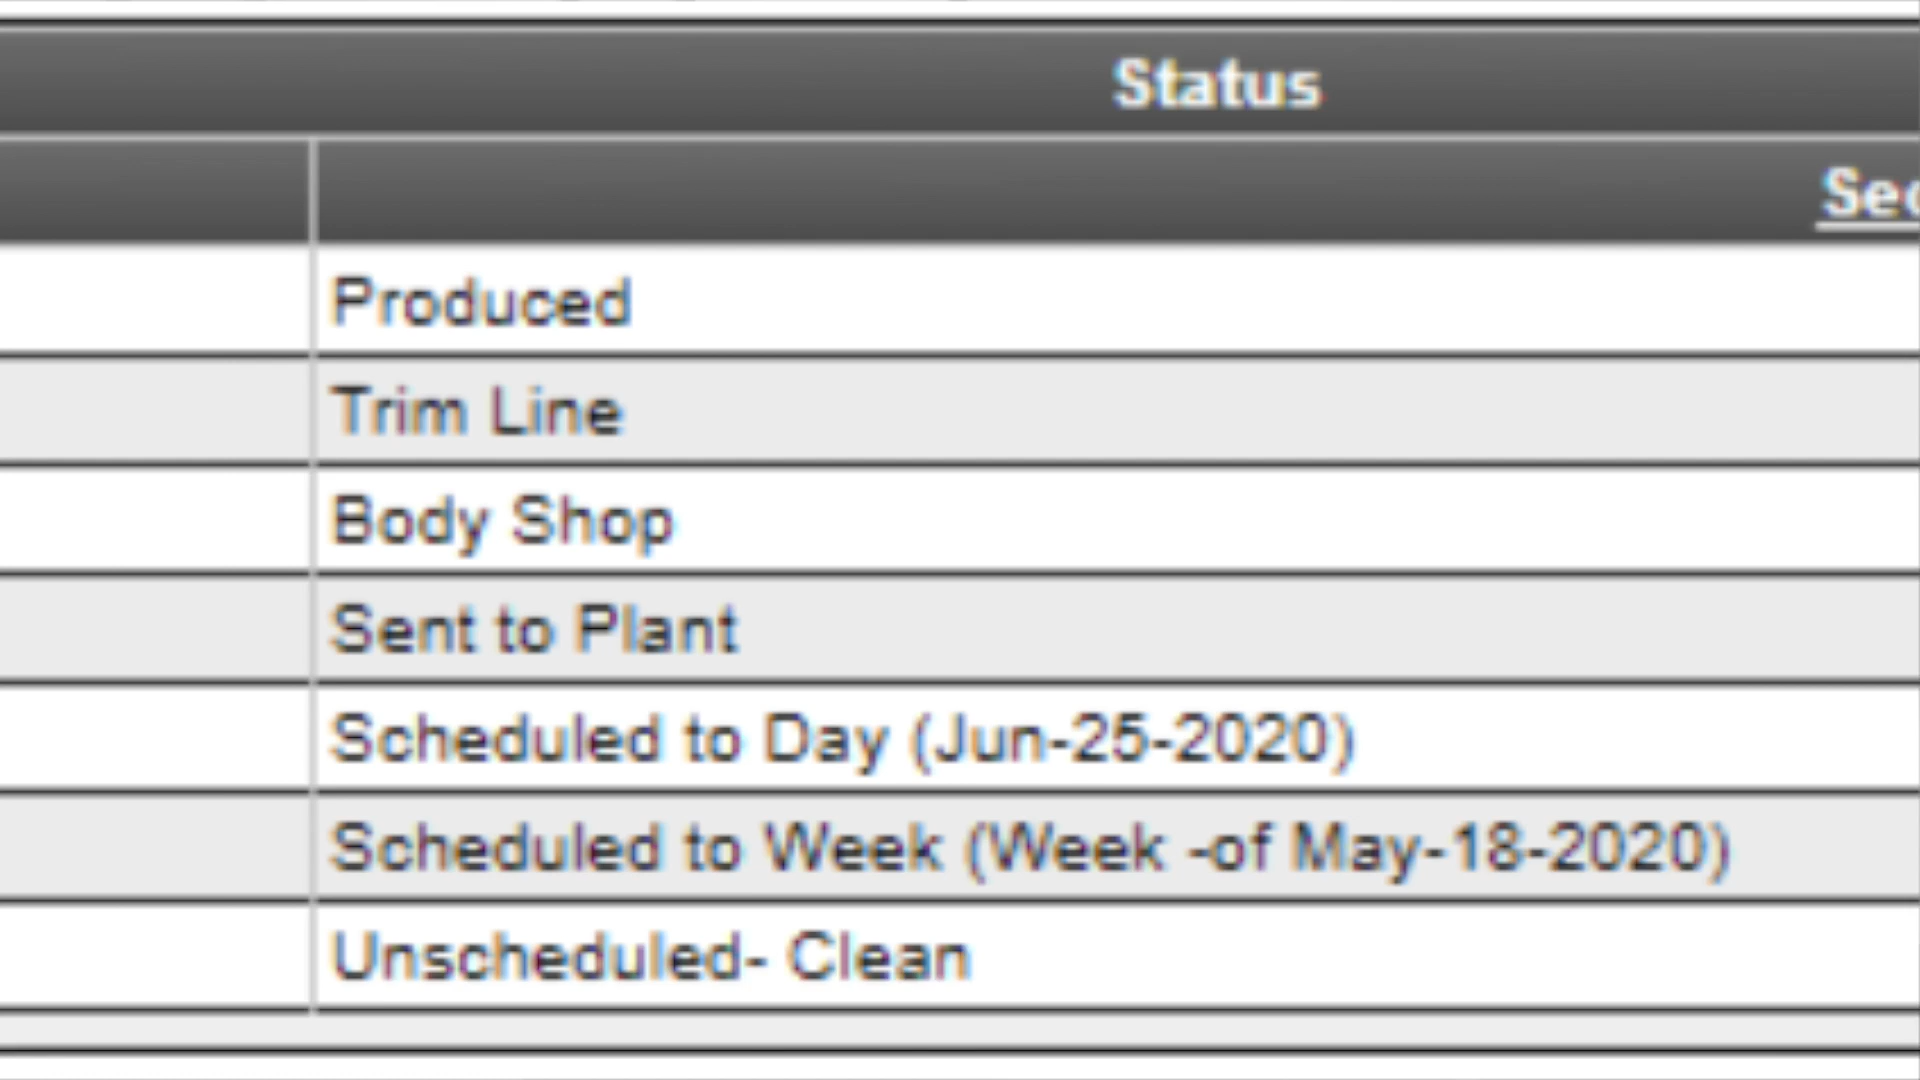 Status
Produced
Trim Line
Body Shop
Sent to Plant
Scheduled to Day (Jun-25-2020)
Scheduled to Week (Week -of May-18-2020)
Unscheduled- Clean